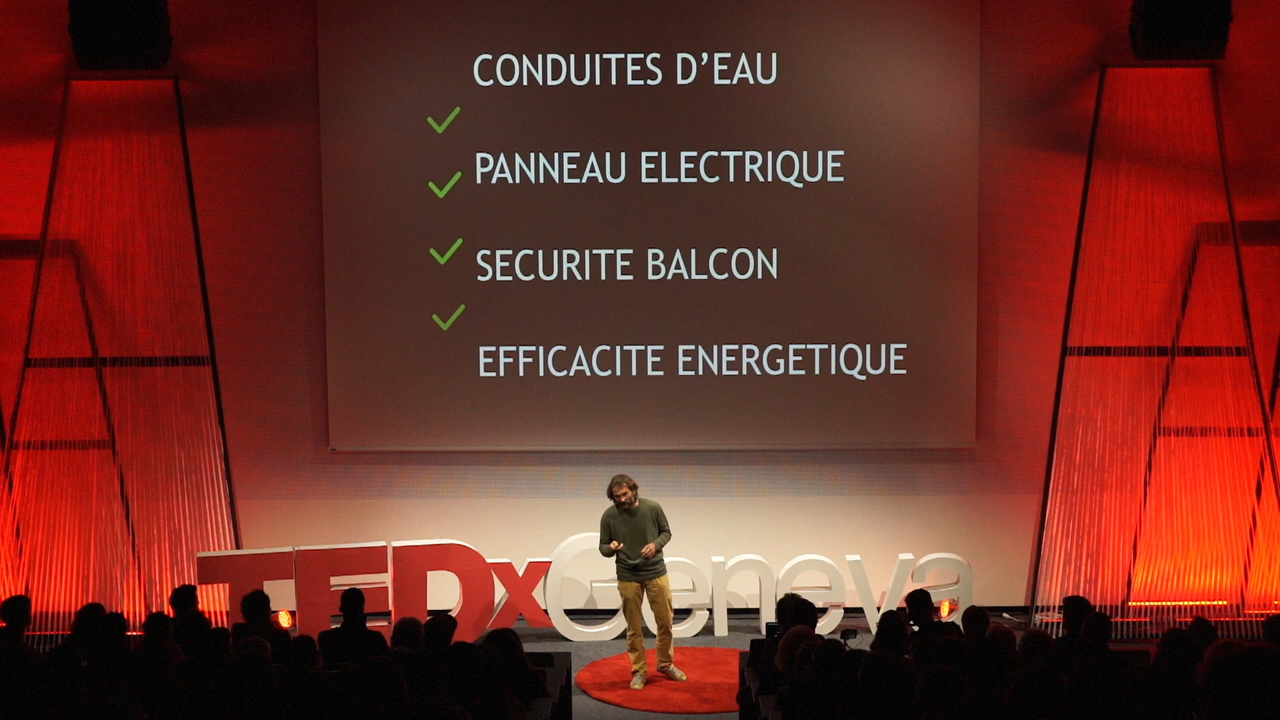 CONDUITES D’EAU
PANNEAU ELECTRIQUE
SECURITE BALCON
EFFICACITE ENERGETIQUE
TEDxGeneva